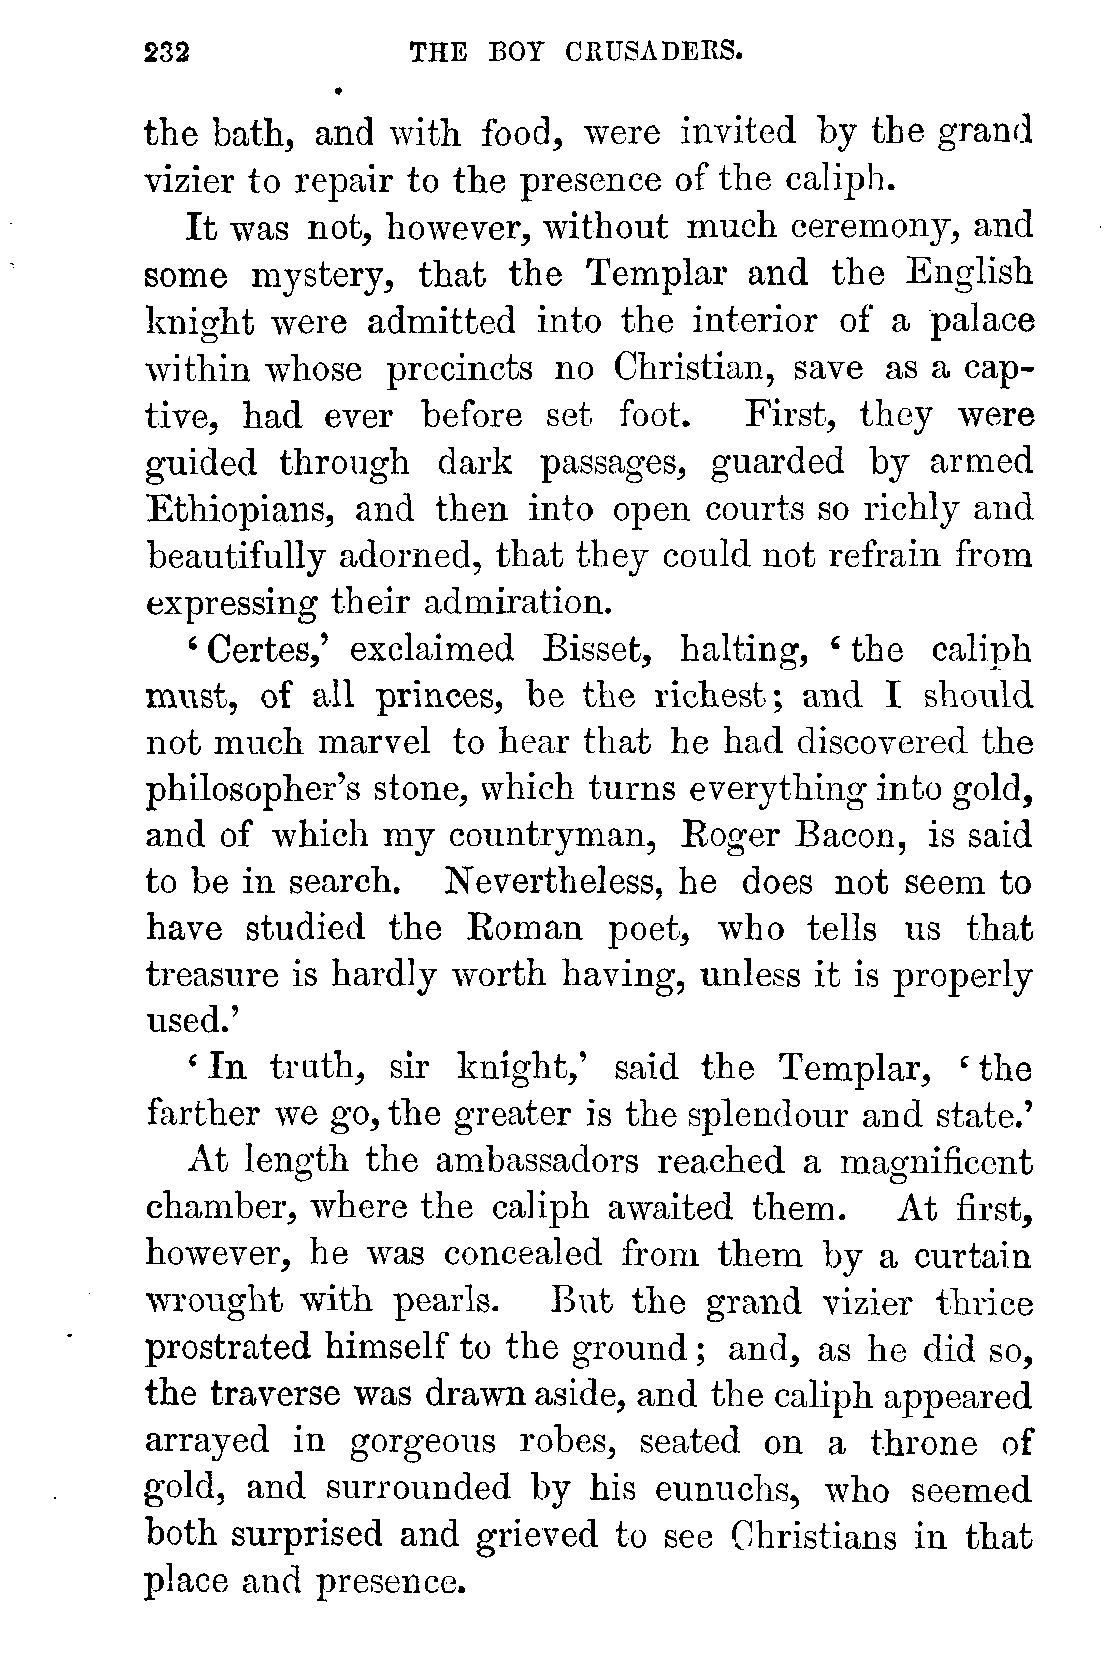 232 THE BOY CRUSADERS.
the bath, and with food, were invited by the grand
vizier to repair to the presence of the caliph.
It was not, however, without much ceremony, and
some mystery, that the Templar and the English
knight were admitted into the interior of a palace
within whose precincts no Christian, save as a cap-
tive, had ever before set foot. First, they were
guided through dark passages, guarded by armed
Ethiopians, and then into open courts so richly and
beautifully adorned, that they could not refrain from
expressing their admiration.
‘Certes,’ exclaimed Bisset, halting, ‘the caliph
must, of all princes, be the richest; and I should
not much marvel to hear that he had discovered the
philosopher’s stone, which turns everything into gold,
and of which my countryman, Roger Bacon, is said
to be in search. Nevertheless, he does not seem to
have studied the Roman poet, who tells us that
treasure is hardly worth having, unless it is properly
used.’
‘In truth, sir knight,’ said the Templar, ‘the
farther we go, the greater is the splendour and state.’
At length the ambassadors reached a magnificent
chamber, where the caliph awaited them. At first,
however, he was concealed from them by a curtain
wrought with pearls. But the grand vizier thrice
prostrated himself to the ground; and, as he did so,
the traverse was drawn aside, and the caliph appeared
arrayed in gorgeous robes, seated on a throne of
gold, and surrounded by his eunuchs, who seemed
both surprised and grieved to see Christians in that
place and presence.